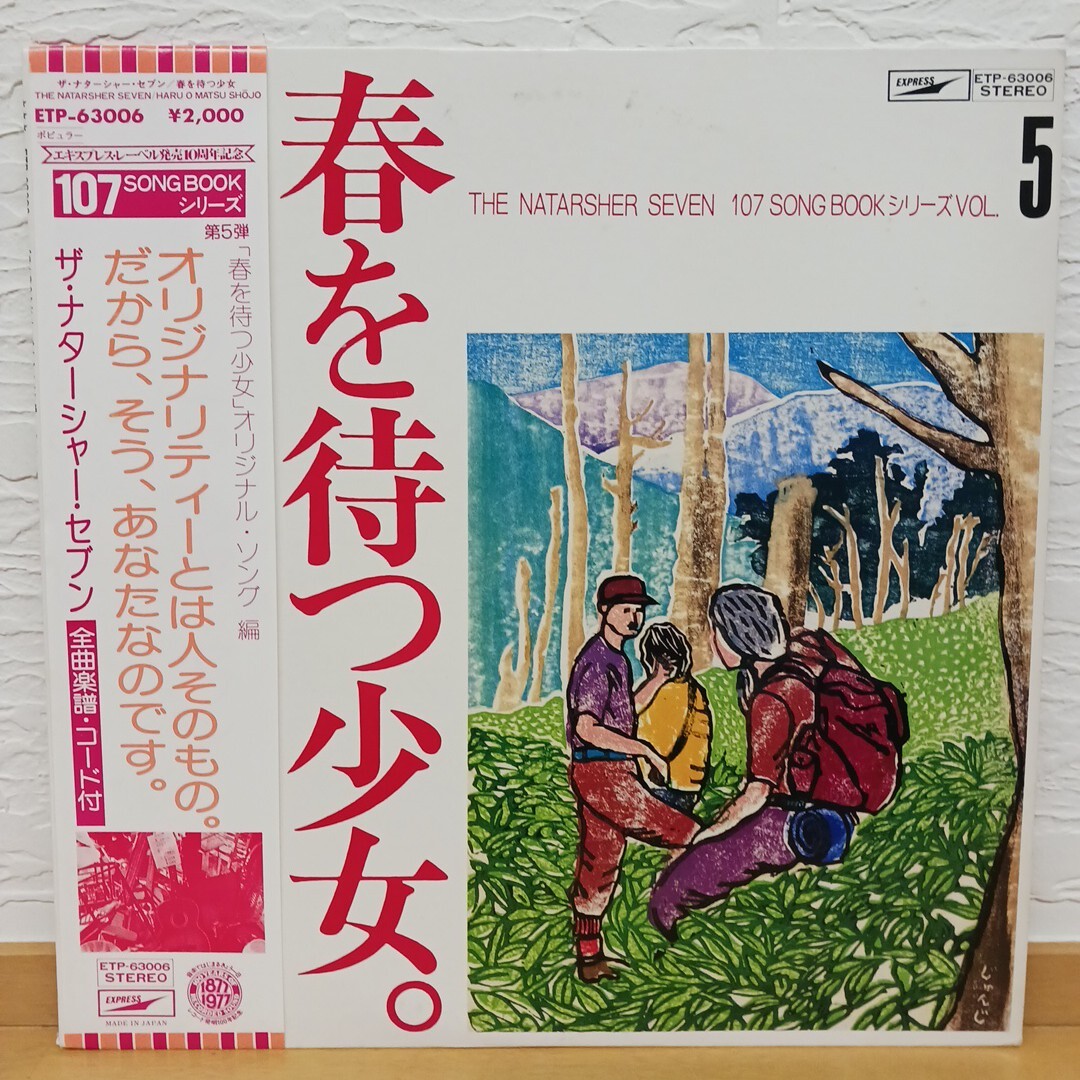 ザ・ナターシャー・セブン/春を待つ少女
THE NATARSHER SEVEN/HARU O MATSU SHŌJO
ETP-63006 ¥2,000
ポピュラー
エキスプレス・レーベル発売10周年記念
107 SONG BOOK
シリーズ
第5弾
「春を待つ少女」オリジナル・ソング編
オリジナリティーとは人そのもの。
だから、そう、あなたなのです。
ザ・ナターシャー・セブン
全曲楽譜・コード付
ETP-63006
STEREO
EXPRESS
MADE IN JAPAN
1877
1977
春を待つ少女。
EXPRESS
ETP-63006
STEREO
THE NATARSHER SEVEN 107 SONG BOOKシリーズ VOL. 5
じゅんじ